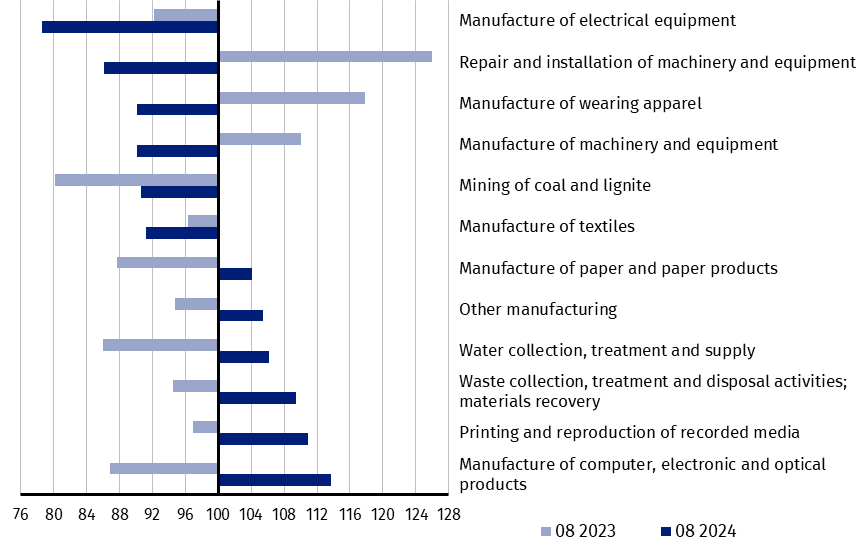 Manufacture of electrical equipment
Repair and installation of machinery and equipment
Manufacture of wearing apparel
Manufacture of machinery and equipment
Mining of coal and lignite
Manufacture of textiles
Manufacture of paper and paper products
Other manufacturing
Water collection, treatment and supply
Waste collection, treatment and disposal activities;
materials recovery
Printing and reproduction of recorded media
Manufacture of computer, electronic and optical
products
76 80 84 88 92 96 100 104 108 112 116 120 124 128
08 2023 08 2024